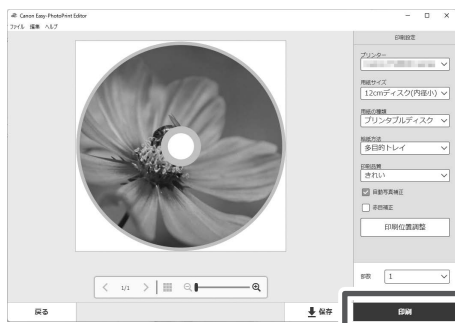 Canon Easy-PhotoPrint Editor
ファイル 編集 ヘルプ
印刷設定
プリンター
用紙サイズ
12cmディスク(内径小)
用紙の種類
プリンタブルディスク
給紙方法
多目的トレイ
印刷品質
きれい
自動写真補正
赤目補正
印刷位置調整
1/1
部数 1
戻る
保存
印刷